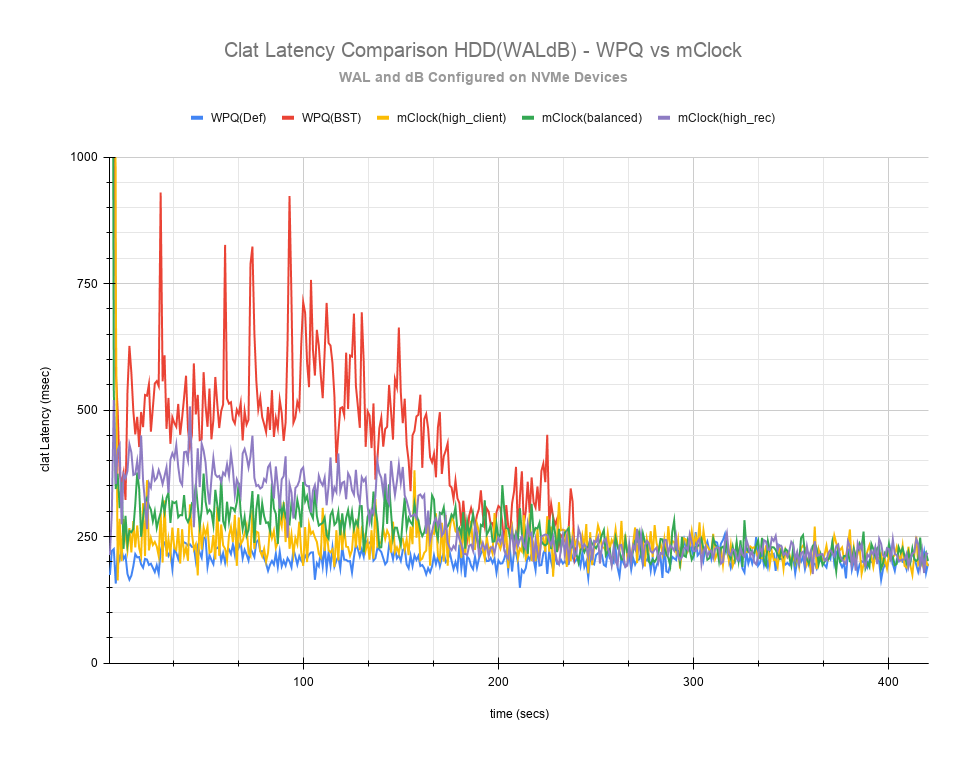 Clat Latency Comparison HDD(WALdB) - WPQ vs mClock
WAL and dB Configured on NVMe Devices
WPQ(Def) WPQ(BST) mClock(high_client) mClock(balanced) mClock(high_rec)
1000
750
500
250
0
clat Latency (msec)
100 200 300 400
time (secs)